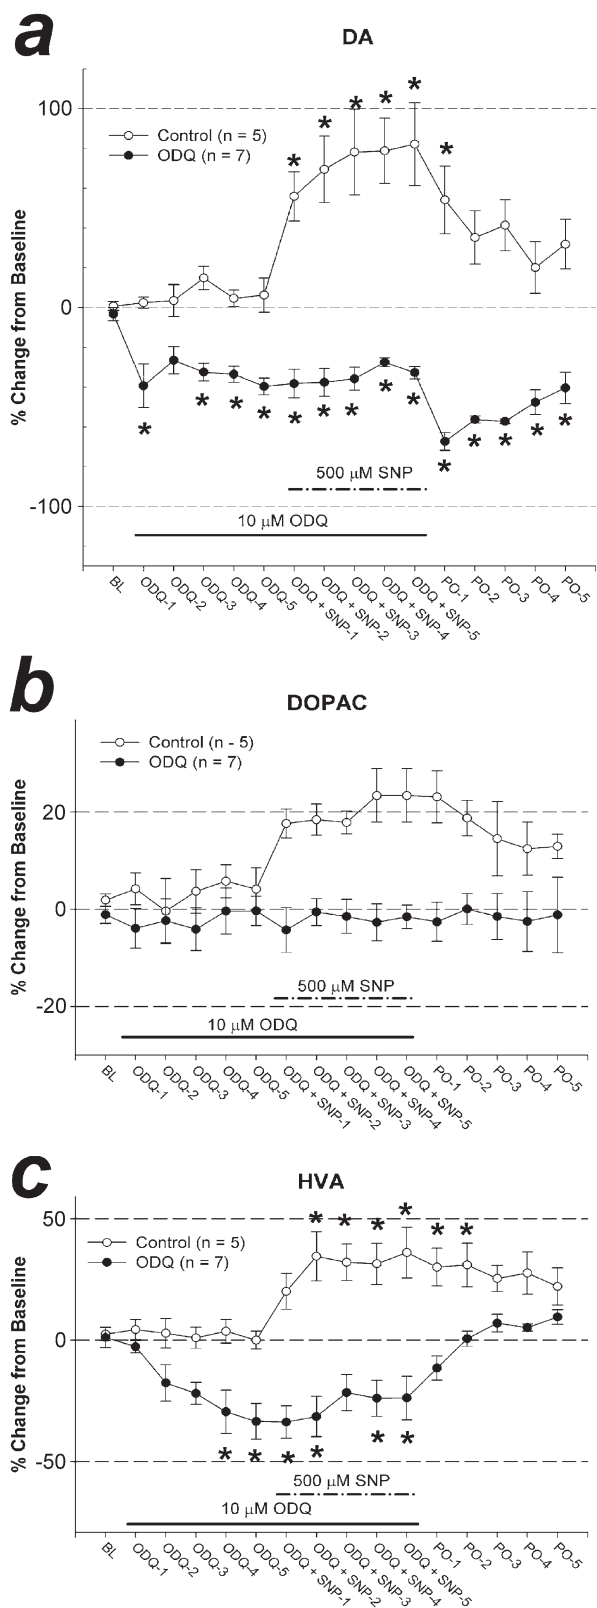 a
DA
100
Control (n = 5)
ODQ (n = 7)
*
*
*
*
*
*
% Change from Baseline
0
*
*
*
*
*
*
*
*
*
*
*
*
*
*
500 μM SNP
-100
10 μM ODQ
BL
ODQ-1
ODQ-2
ODQ-3
ODQ-4
ODQ-5
ODQ + SNP-1
ODQ + SNP-2
ODQ + SNP-3
ODQ + SNP-4
ODQ + SNP-5
PO-1
PO-2
PO-3
PO-4
PO-5
b
DOPAC
Control (n - 5)
ODQ (n = 7)
20
% Change from Baseline
0
500 μM SNP
-20
10 μM ODQ
BL
ODQ-1
ODQ-2
ODQ-3
ODQ-4
ODQ-5
ODQ + SNP-1
ODQ + SNP-2
ODQ + SNP-3
ODQ + SNP-4
ODQ + SNP-5
PO-1
PO-2
PO-3
PO-4
PO-5
c
HVA
50
*
*
*
*
*
*
Control (n = 5)
ODQ (n = 7)
% Change from Baseline
0
*
*
*
*
*
*
-50
500 μM SNP
10 μM ODQ
BL
ODQ-1
ODQ-2
ODQ-3
ODQ-4
ODQ-5
ODQ + SNP-1
ODQ + SNP-2
ODQ + SNP-3
ODQ + SNP-4
ODQ + SNP-5
PO-1
PO-2
PO-3
PO-4
PO-5